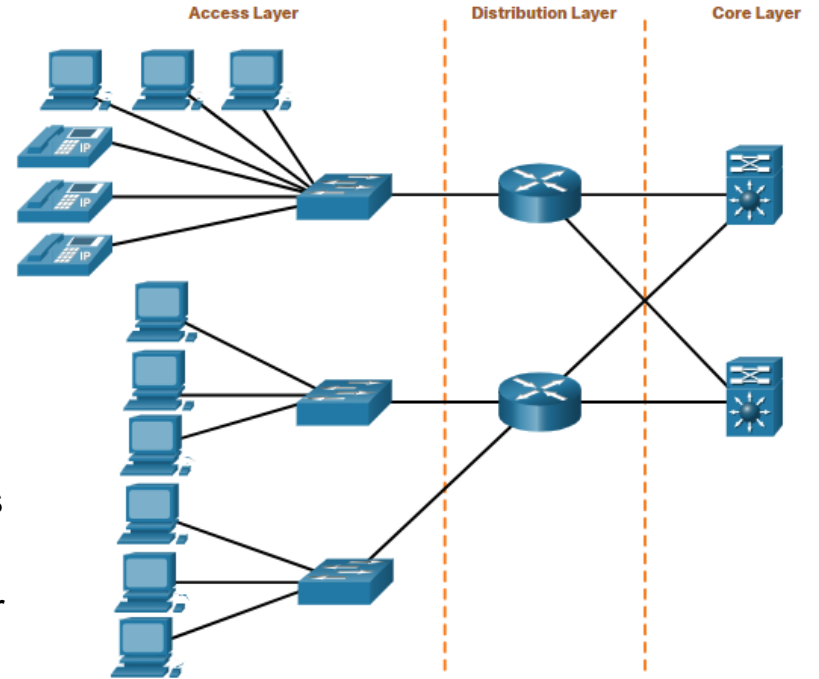 Access Layer
Distribution Layer
Core Layer
IP
IP
IP
s
r